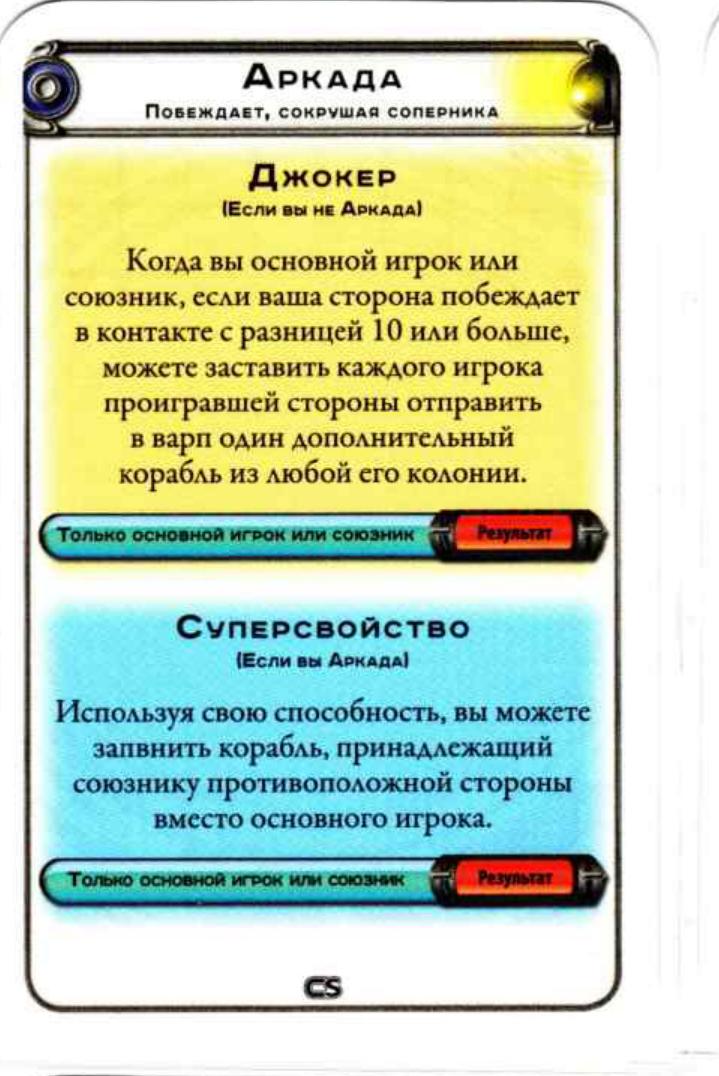 Аркада
Побеждает, сокрушая соперника
Джокер
(Если вы не Аркада)
Когда вы основной игрок или
союзник, если ваша сторона побеждает
в контакте с разницей 10 или больше,
можете заставить каждого игрока
проигравшей стороны отправить
в варп один дополнительный
корабль из любой его колонии.
Только основной игрок или союзник Результат
Суперсвойство
(Если вы Аркада)
Используя свою способность, вы можете
запвнить корабль, принадлежащий
союзнику противоположной стороны
вместо основного игрока.
Только основной игрок или союзник Результат
CS